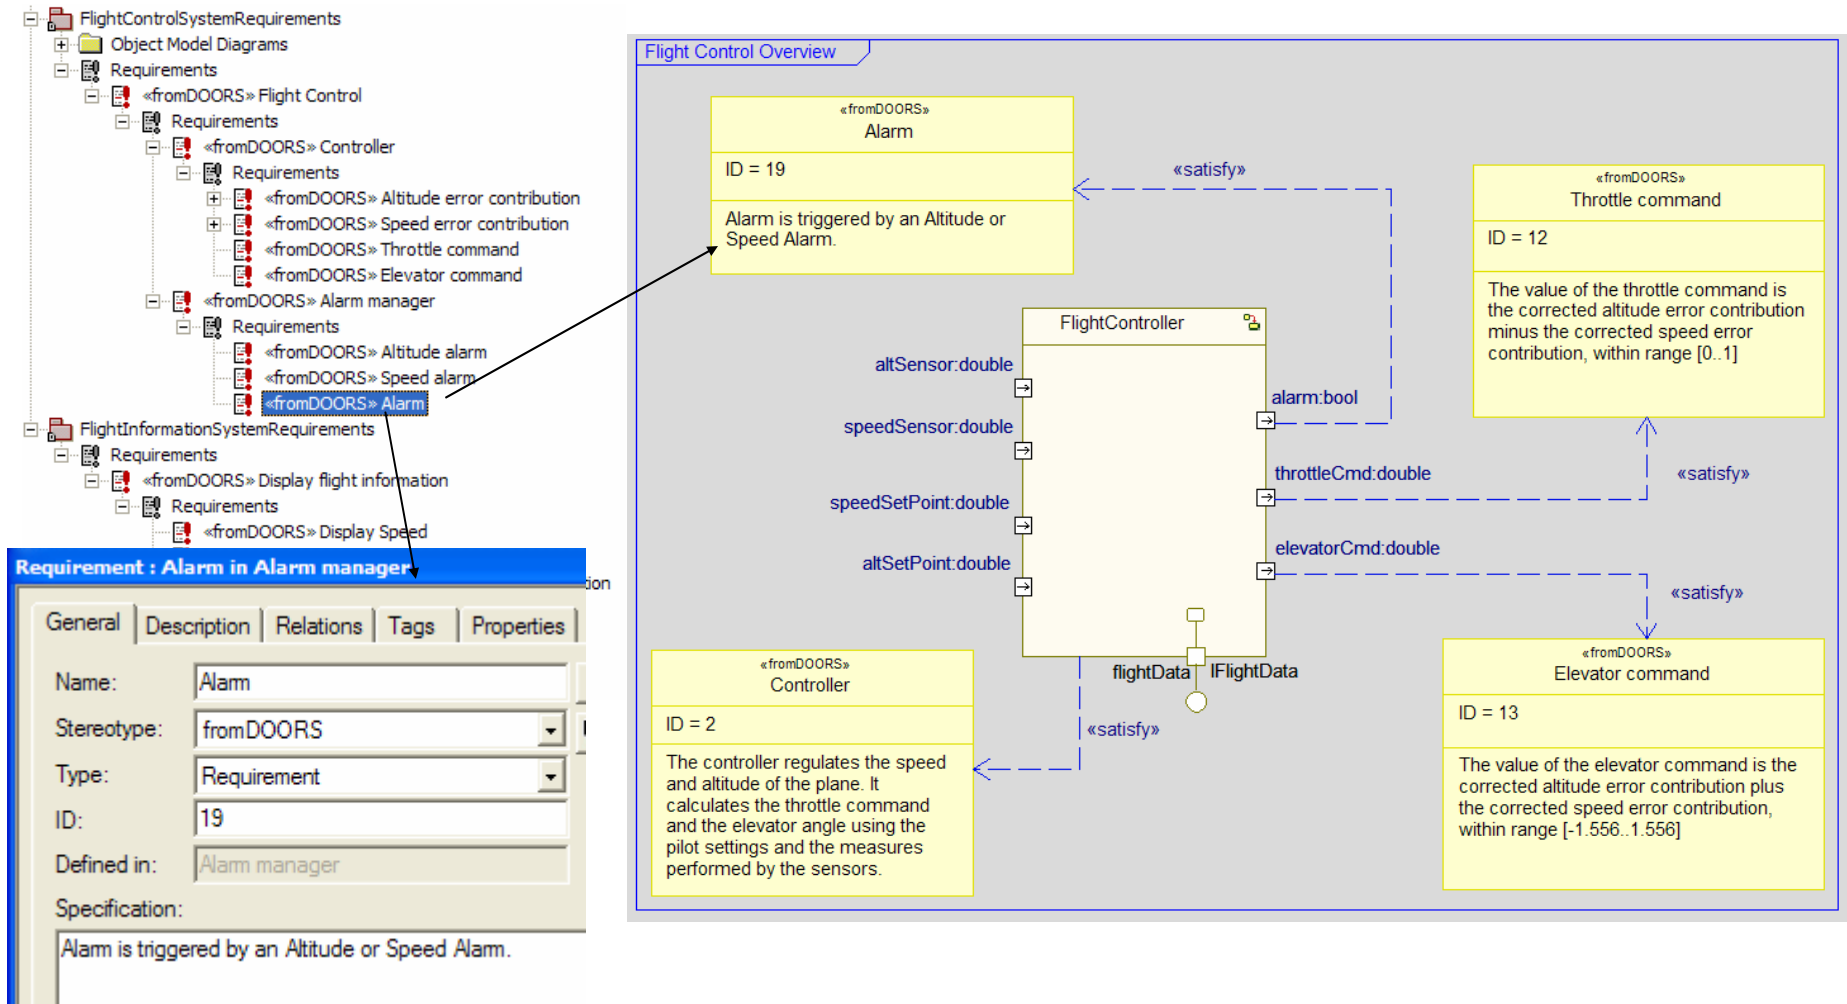 FlightControlSystemRequirements
Object Model Diagrams
Requirements
«fromDOORS» Flight Control
Requirements
«fromDOORS» Controller
Requirements
«fromDOORS» Altitude error contribution
«fromDOORS» Speed error contribution
«fromDOORS» Throttle command
«fromDOORS» Elevator command
«fromDOORS» Alarm manager
Requirements
«fromDOORS» Altitude alarm
«fromDOORS» Speed alarm
«fromDOORS» Alarm
FlightInformationSystemRequirements
Requirements
«fromDOORS» Display flight information
Requirements
«fromDOORS» Display Speed
Requirement : Alarm in Alarm manager
General
Description
Relations
Tags
Properties
Name:
Alarm
Stereotype:
fromDOORS
Type:
Requirement
ID:
19
Defined in:
Alarm manager
Specification:
Alarm is triggered by an Altitude or Speed Alarm.
Flight Control Overview
«fromDOORS»
Alarm
ID = 19
Alarm is triggered by an Altitude or
Speed Alarm.
«satisfy»
«fromDOORS»
Throttle command
ID = 12
The value of the throttle command is
the corrected altitude error contribution
minus the corrected speed error
contribution, within range [0..1]
FlightController
altSensor:double
speedSensor:double
speedSetPoint:double
altSetPoint:double
alarm:bool
throttleCmd:double
«satisfy»
elevatorCmd:double
«satisfy»
flightData
IFlightData
«satisfy»
«fromDOORS»
Controller
ID = 2
The controller regulates the speed
and altitude of the plane. It
calculates the throttle command
and the elevator angle using the
pilot settings and the measures
performed by the sensors.
«fromDOORS»
Elevator command
ID = 13
The value of the elevator command is the
corrected altitude error contribution plus
the corrected speed error contribution,
within range [-1.556..1.556]